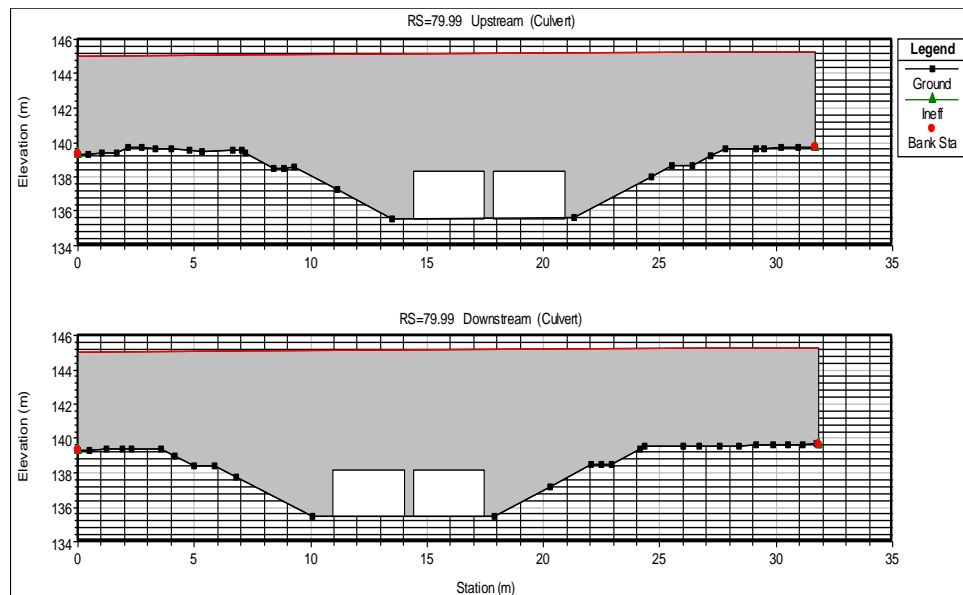 RS=79.99 Upstream (Culvert)
Elevation (m)
146
144
142
140
138
136
134
0 5 10 15 20 25 30 35
Legend
Ground
Ineff
Bank Sta
RS=79.99 Downstream (Culvert)
Elevation (m)
146
144
142
140
138
136
134
0 5 10 15 20 25 30 35
Station (m)